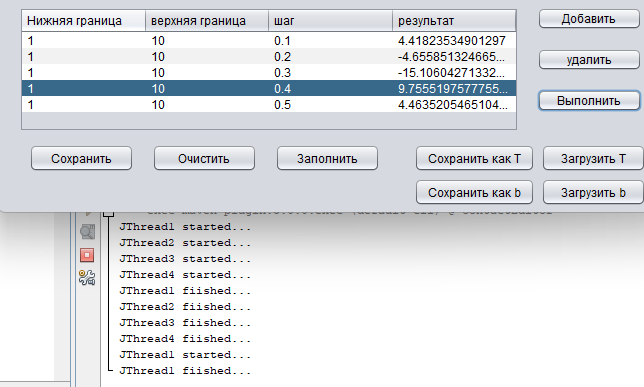 Нижняя граница верхняя граница шаг результат
1 10 0.1 4.41823534901297
1 10 0.2 -4.655851324665...
1 10 0.3 -15.10604271332...
1 10 0.4 9.7555197577755...
1 10 0.5 4.4635205465104...
Добавить
удалить
Выполнить
Сохранить Очистить Заполнить Сохранить как Т Загрузить Т
Сохранить как b Загрузить b
JThread1 started...
JThread2 started...
JThread3 started...
JThread4 started...
JThread1 fiished...
JThread2 fiished...
JThread3 fiished...
JThread4 fiished...
JThread1 started...
JThread1 fiished...